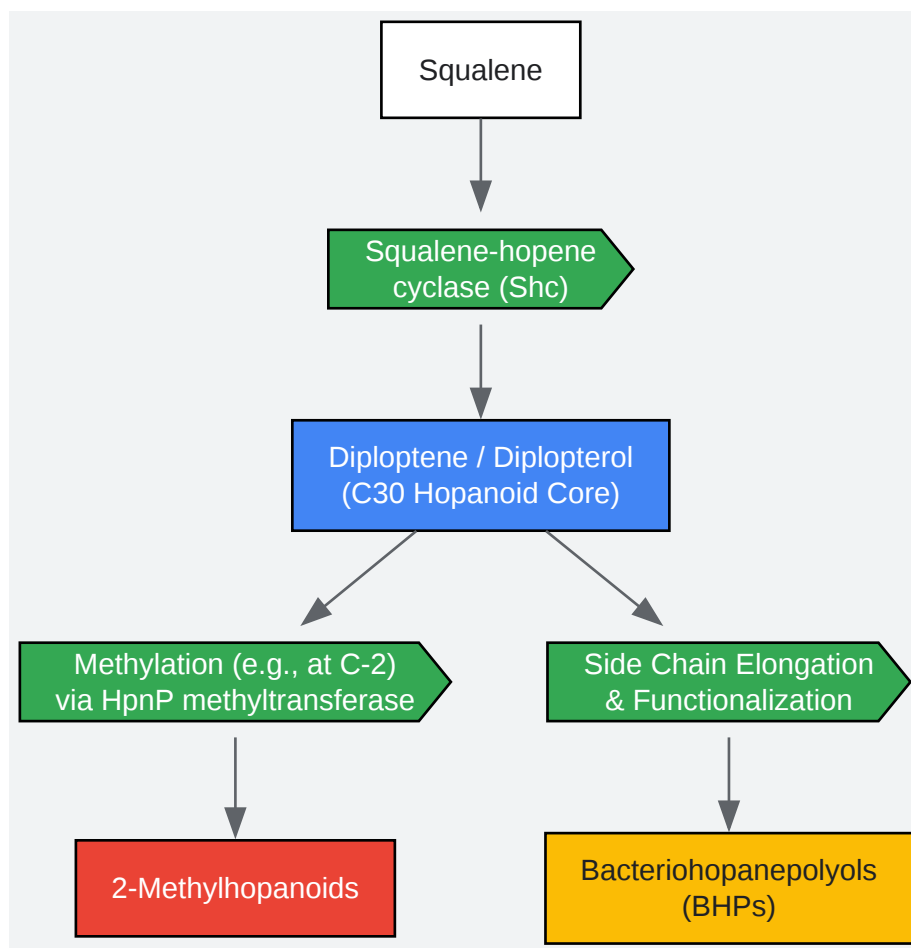 Squalene
Squalene-hopene
cyclase (Shc)
Diploptene / Diplopterol
(C30 Hopanoid Core)
Methylation (e.g., at C-2)
via HpnP methyltransferase
Side Chain Elongation
& Functionalization
2-Methylhopanoids
Bacteriohopanepolyols
(BHPs)